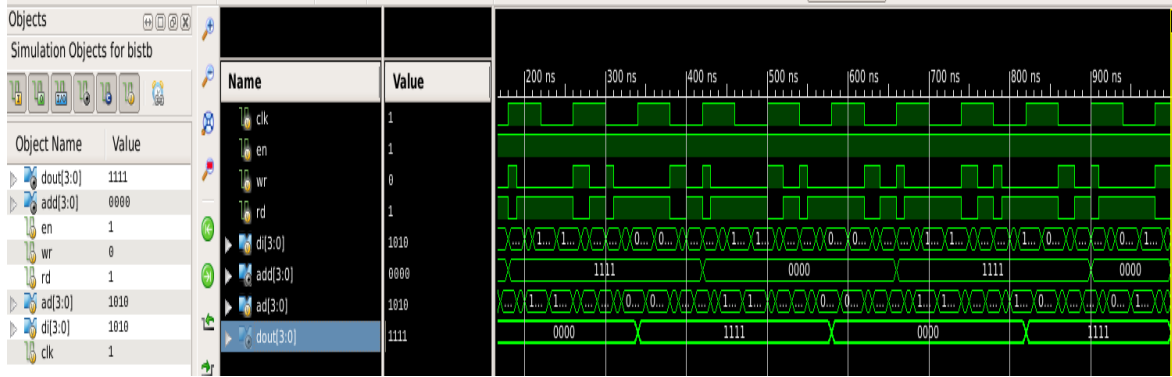 Objects
Simulation Objects for bistb
Object Name Value
dout[3:0] 1111
add[3:0] 0000
en 1
wr 0
rd 1
ad[3:0] 1010
di[3:0] 1010
clk 1
Name Value
clk 1
en 1
wr 0
rd 1
di[3:0] 1010
add[3:0] 0000
ad[3:0] 1010
dout[3:0] 1111
200 ns 300 ns 400 ns 500 ns 600 ns 700 ns 800 ns 900 ns
1111 0000 1111 0000
0000 1111 0000 1111